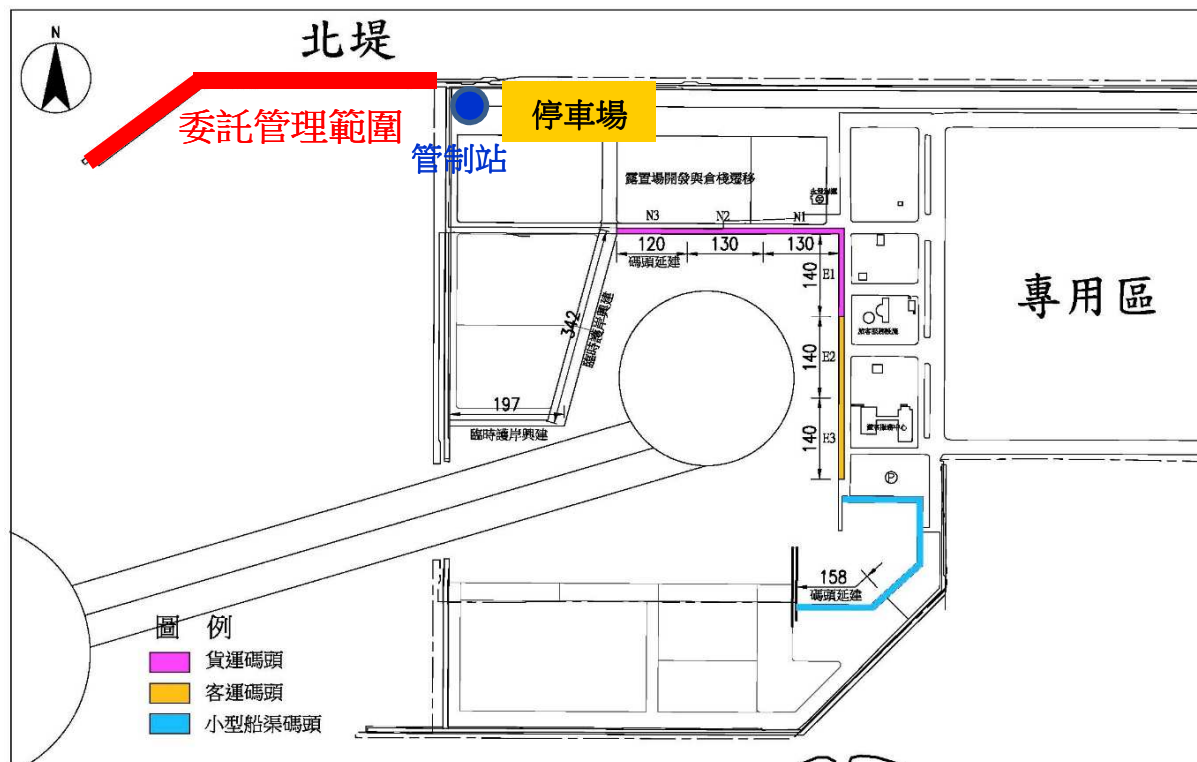 N
北堤
委託管理範圍
停車場
管制站
露置場開發與倉棧遷移
N3
N2
N1
120
130
130
碼頭延建
140
E1
342
臨時護岸興建
專用區
140
E2
197
臨時護岸興建
140
E3
P
158
碼頭延建
圖 例
貨運碼頭
客運碼頭
小型船渠碼頭